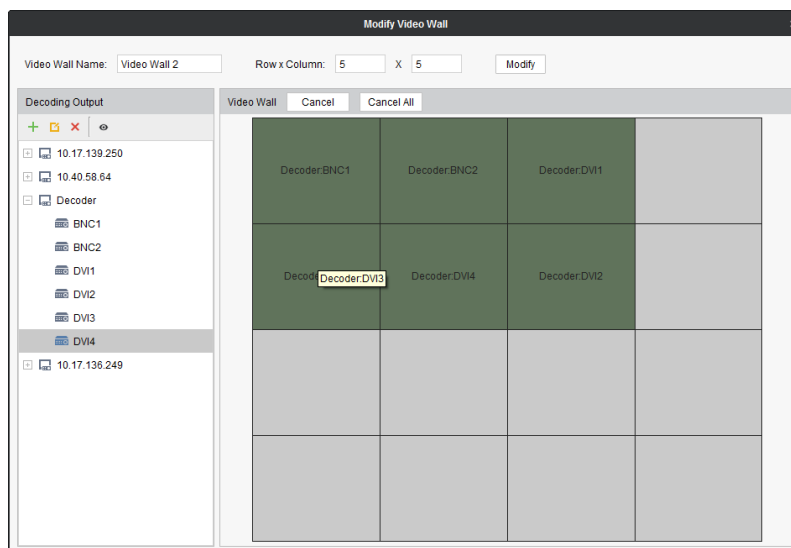 Modify Video Wall
Video Wall Name: Video Wall 2 Row x Column: 5 X 5 Modify
Decoding Output
Video Wall Cancel Cancel All
10.17.139.250
10.40.58.64
Decoder
BNC1
BNC2
DVI1
DVI2
DVI3
DVI4
10.17.136.249
Decoder:BNC1 Decoder:BNC2 Decoder:DVI1
Decoder:DVI3 Decoder:DVI4 Decoder:DVI2